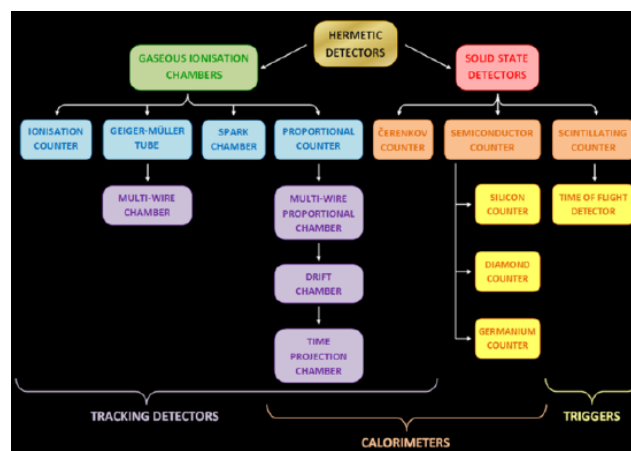 HERMETIC
DETECTORS
GASEOUS IONISATION
CHAMBERS
SOLID STATE
DETECTORS
IONISATION
COUNTER
GEIGER-MÜLLER
TUBE
SPARK
CHAMBER
PROPORTIONAL
COUNTER
ČERENKOV
COUNTER
SEMICONDUCTOR
COUNTER
SCINTILLATING
COUNTER
MULTI-WIRE
CHAMBER
MULTI-WIRE
PROPORTIONAL
CHAMBER
SILICON
COUNTER
TIME OF FLIGHT
DETECTOR
DRIFT
CHAMBER
DIAMOND
COUNTER
TIME
PROJECTION
CHAMBER
GERMANIUM
COUNTER
TRACKING DETECTORS
CALORIMETERS
TRIGGERS